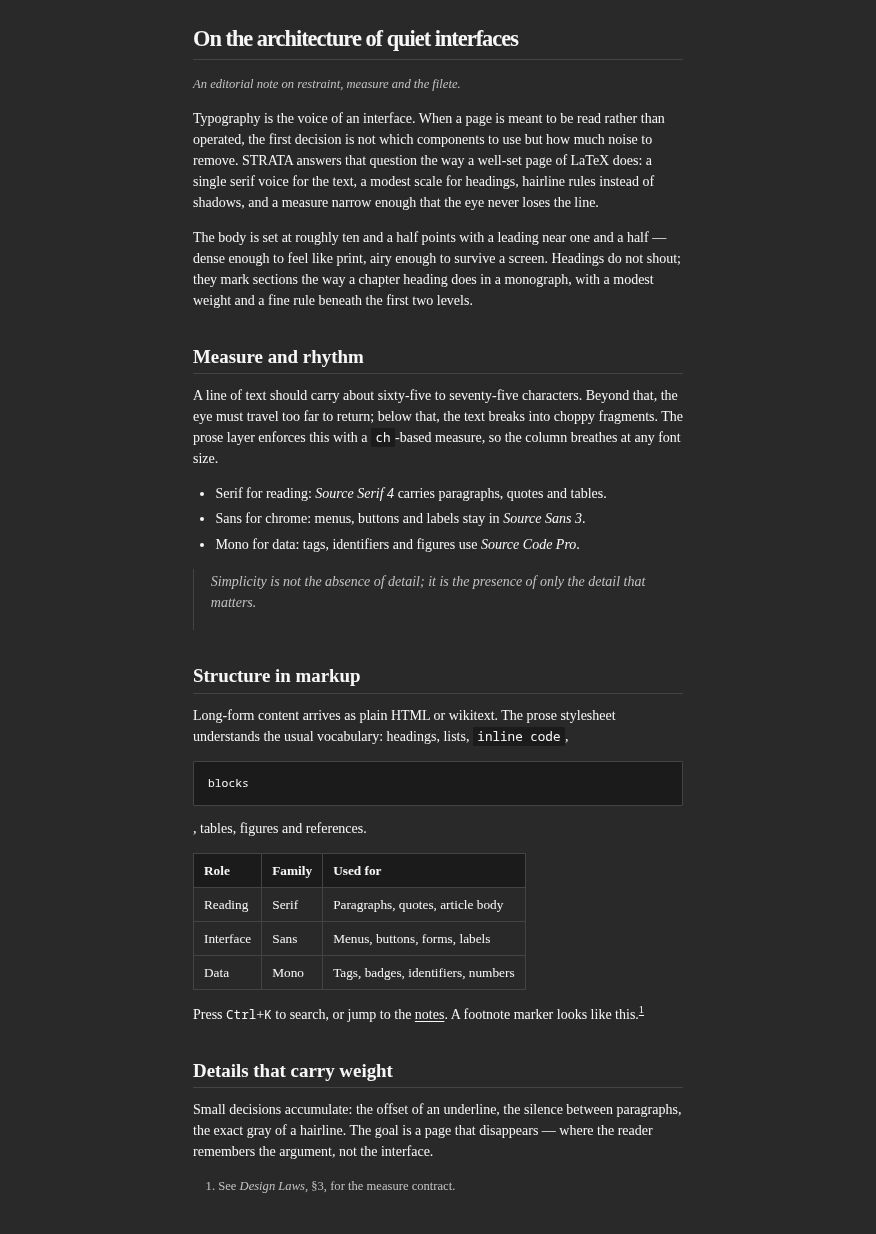 On the architecture of quiet interfaces
An editorial note on restraint, measure and the filete.
Typography is the voice of an interface. When a page is meant to be read rather than
operated, the first decision is not which components to use but how much noise to
remove. STRATA answers that question the way a well-set page of LaTeX does: a
single serif voice for the text, a modest scale for headings, hairline rules instead of
shadows, and a measure narrow enough that the eye never loses the line.
The body is set at roughly ten and a half points with a leading near one and a half —
dense enough to feel like print, airy enough to survive a screen. Headings do not shout;
they mark sections the way a chapter heading does in a monograph, with a modest
weight and a fine rule beneath the first two levels.
Measure and rhythm
A line of text should carry about sixty-five to seventy-five characters. Beyond that, the
eye must travel too far to return; below that, the text breaks into choppy fragments. The
prose layer enforces this with a ch-based measure, so the column breathes at any font
size.
• Serif for reading: Source Serif 4 carries paragraphs, quotes and tables.
• Sans for chrome: menus, buttons and labels stay in Source Sans 3.
• Mono for data: tags, identifiers and figures use Source Code Pro.
Simplicity is not the absence of detail; it is the presence of only the detail that
matters.
Structure in markup
Long-form content arrives as plain HTML or wikitext. The prose stylesheet
understands the usual vocabulary: headings, lists, inline code,
blocks
, tables, figures and references.
Role Family Used for
Reading Serif Paragraphs, quotes, article body
Interface Sans Menus, buttons, forms, labels
Data Mono Tags, badges, identifiers, numbers
Press Ctrl+K to search, or jump to the notes. A footnote marker looks like this.1
Details that carry weight
Small decisions accumulate: the offset of an underline, the silence between paragraphs,
the exact gray of a hairline. The goal is a page that disappears — where the reader
remembers the argument, not the interface.
1. See Design Laws, §3, for the measure contract.